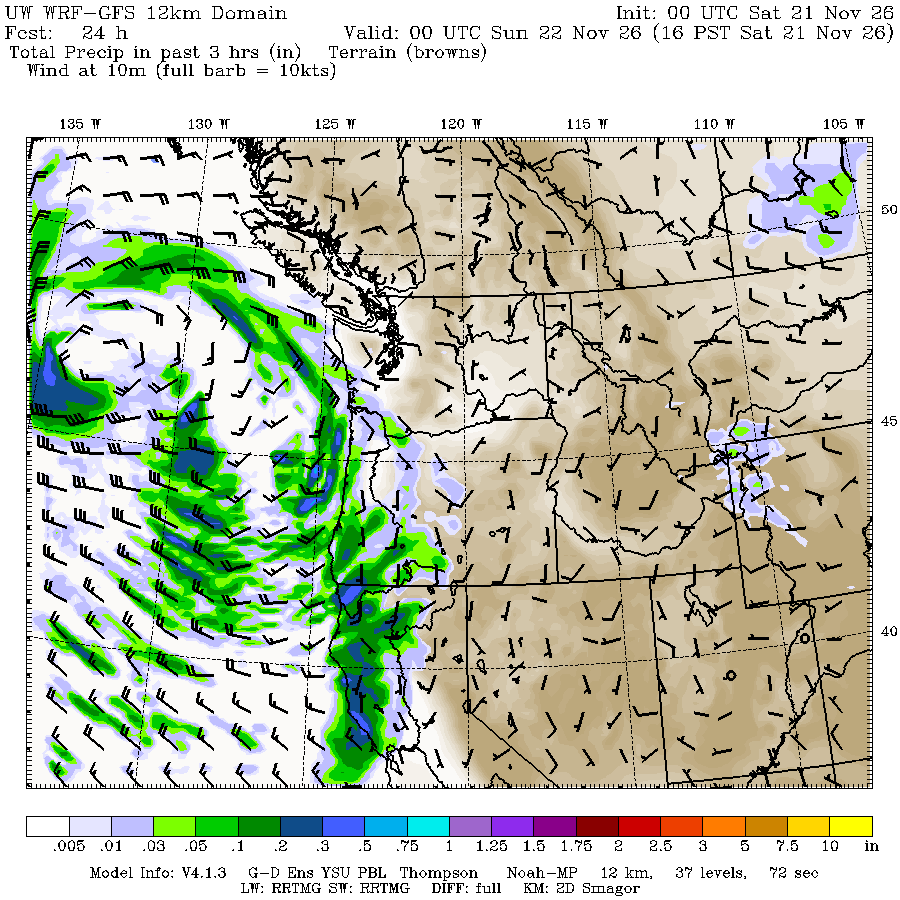 UW WRF-GFS 12km Domain Init: 00 UTC Sat 21 Nov 26
Fcst: 24 h Valid: 00 UTC Sun 22 Nov 26 (16 PST Sat 21 Nov 26)
Total Precip in past 3 hrs (in) Terrain (browns)
Wind at 10m (full barb = 10kts)
135 W 130 W 125 W 120 W 115 W 110 W 105 W
50
45
40
.005 .01 .03 .05 .1 .2 .3 .5 .75 1 1.25 1.5 1.75 2 2.5 3 5 7.5 10 in
Model Info: V4.1.3 G-D Ens YSU PBL Thompson Noah-MP 12 km, 37 levels, 72 sec
LW: RRTMG SW: RRTMG DIFF: full KM: 2D Smagor